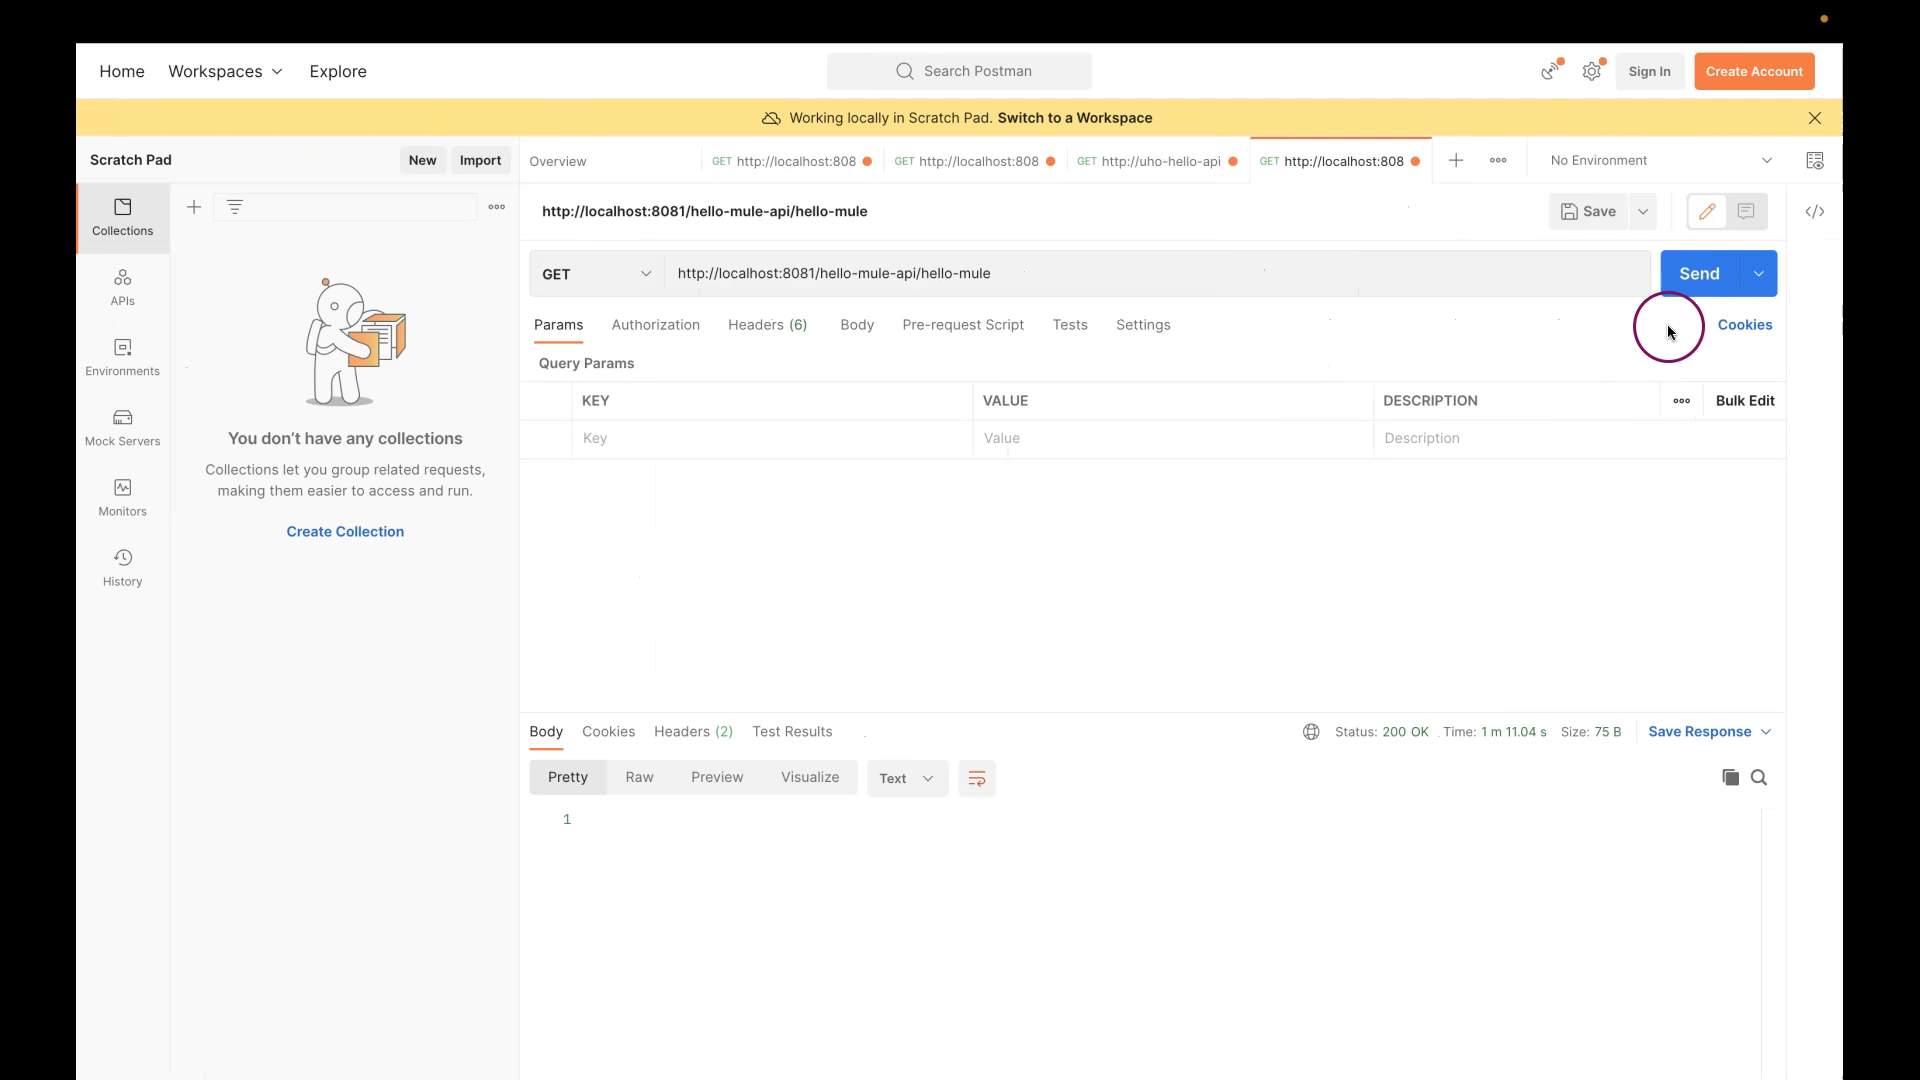 Home Workspaces Explore Search Postman Sign In Create Account
Working locally in Scratch Pad. Switch to a Workspace
Scratch Pad New Import Overview GET http://localhost:808 GET http://localhost:808 GET http://uho-hello-api GET http://localhost:808 No Environment
Collections
APIs
Environments
Mock Servers
Monitors
History
You don't have any collections
Collections let you group related requests,
making them easier to access and run.
Create Collection
http://localhost:8081/hello-mule-api/hello-mule Save
GET http://localhost:8081/hello-mule-api/hello-mule Send
Params Authorization Headers (6) Body Pre-request Script Tests Settings Cookies
Query Params
KEY VALUE DESCRIPTION Bulk Edit
Key Value Description
Body Cookies Headers (2) Test Results Status: 200 OK Time: 1 m 11.04 s Size: 75 B Save Response
Pretty Raw Preview Visualize Text
1